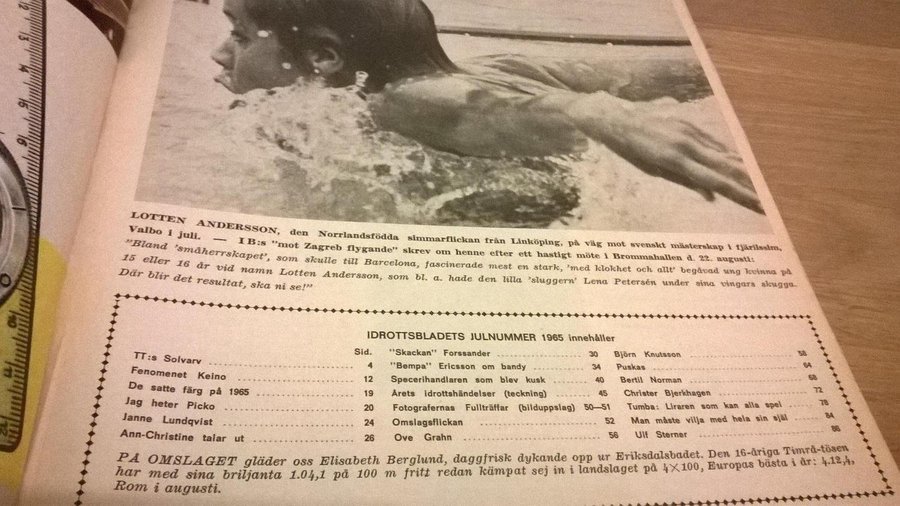 LOTTEN ANDERSSON, den Norrlandsfödda simmarflickan från Linköping, på väg mot svenskt mästerskap i fjärilsim,
Valbo i juli. — I B:s "mot Zagreb flygande" skrev om henne efter ett hastigt möte i Brommahallen d. 22. augusti:
"Bland 'småherrskapet', som skulle till Barcelona, fascinerade mest en stark, 'med klokhet och allt' begåvad ung kvinna på
15 eller 16 år vid namn Lotten Andersson, som bl. a. hade den lilla 'sluggern' Lena Petersén under sina vingars skugga.
Där blir det resultat, ska ni se!"
IDROTTSBLADETS JULNUMMER 1965 innehåller
Sid.
TT:s Solvarv 4
Fenomenet Keino 12
De satte färg på 1965 19
Jag heter Picko 20
Janne Lundqvist 24
Ann-Christine talar ut 26
"Skackan" Forssander 30
"Bempa" Ericsson om bandy 34
Specerihandlaren som blev kusk 40
Årets idrottshändelser (teckning) 45
Fotografernas Fullträffar (bilduppslag) 50—51
Omslagsflickan 52
Ove Grahn 56
Björn Knutsson 58
Puskas 64
Bertil Norman 68
Christer Bjerkhagen 72
Tumba: Liraren som kan alla spel 78
Man måste vilja med hela sin själ 84
Ulf Sterner
PÅ OMSLAGET gläder oss Elisabeth Berglund, daggfrisk dykande opp ur Eriksdalsbadet. Den 16-åriga Timrå-tösen
har med sina briljanta 1.04,1 på 100 m fritt redan kämpat sej in i landslaget på 4×100, Europas bästa i år: 4.12,4,
Rom i augusti.